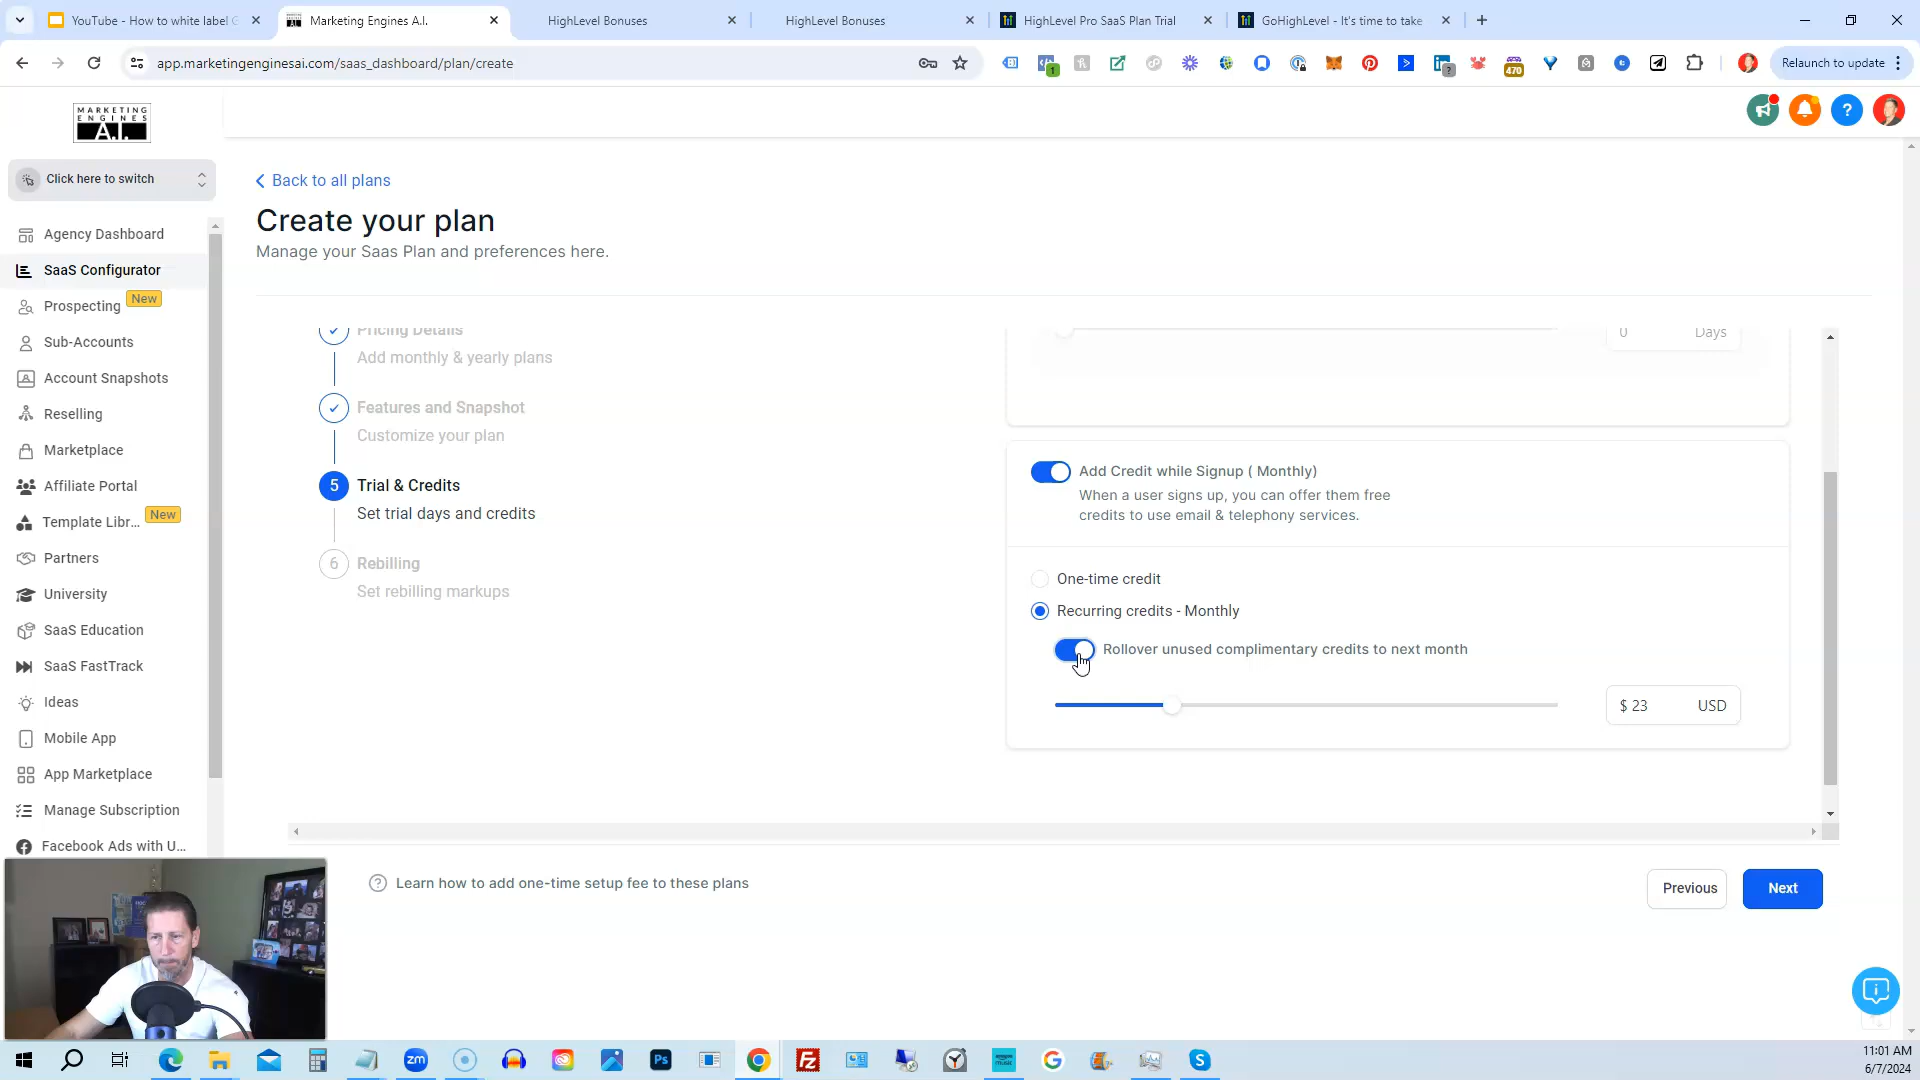 YouTube - How to white label G
Marketing Engines A.I.
HighLevel Bonuses
HighLevel Bonuses
HighLevel Pro SaaS Plan Trial
GoHighLevel - It's time to take
app.marketingenginesai.com/saas_dashboard/plan/create
1
?
470
Relaunch to update
MARKETING
ENGINES
A.I.
Click here to switch
Agency Dashboard
SaaS Configurator
Prospecting New
Sub-Accounts
Account Snapshots
Reselling
Marketplace
Affiliate Portal
Template Libr... New
Partners
University
SaaS Education
SaaS FastTrack
Ideas
Mobile App
App Marketplace
Manage Subscription
Facebook Ads with U...
?
Back to all plans
Create your plan
Manage your Saas Plan and preferences here.
Pricing Details
Add monthly & yearly plans
Features and Snapshot
Customize your plan
5 Trial & Credits
Set trial days and credits
6 Rebilling
Set rebilling markups
0 Days
Add Credit while Signup ( Monthly)
When a user signs up, you can offer them free
credits to use email & telephony services.
One-time credit
Recurring credits - Monthly
Rollover unused complimentary credits to next month
$ 23 USD
? Learn how to add one-time setup fee to these plans
Previous
Next
zm
Ps
Fz
amazon
music
G
S
11:01 AM
6/7/2024